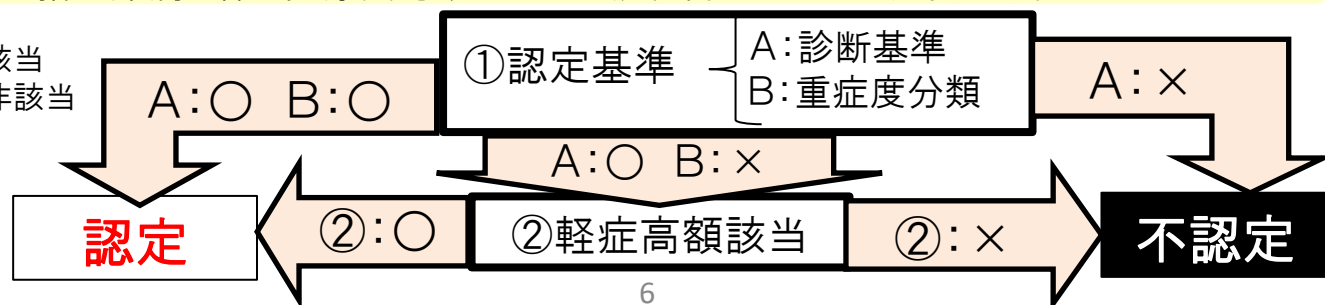 該当
非該当
①認定基準
A:診断基準
B:重症度分類
A:○ B:○
A:×
A:○ B:×
認定
②:○
②軽症高額該当
②:×
不認定
6